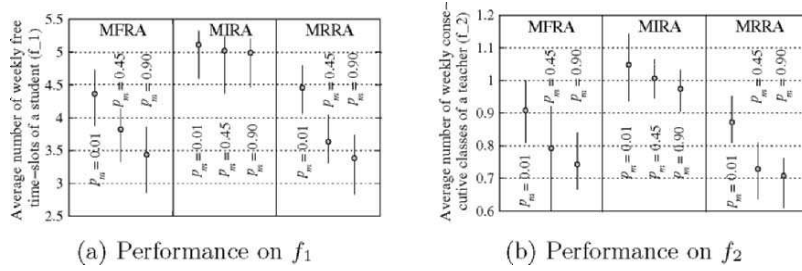 Average number of weekly free
time-slots of a student (f_1)
5.5
5
4.5
4
3.5
3
2.5
MFRA
MIRA
MRRA
p_m=0.01
p_m=0.45
p_m=0.90
p_m=0.01
p_m=0.45
p_m=0.90
p_m=0.01
p_m=0.45
p_m=0.90
(a) Performance on f₁
Average number of weekly conse-
cutive classes of a teacher (f_2)
1.2
1.1
1
0.9
0.8
0.7
0.6
MFRA
MIRA
MRRA
p_m=0.01
p_m=0.45
p_m=0.90
p_m=0.01
p_m=0.45
p_m=0.90
p_m=0.01
p_m=0.45
p_m=0.90
(b) Performance on f₂